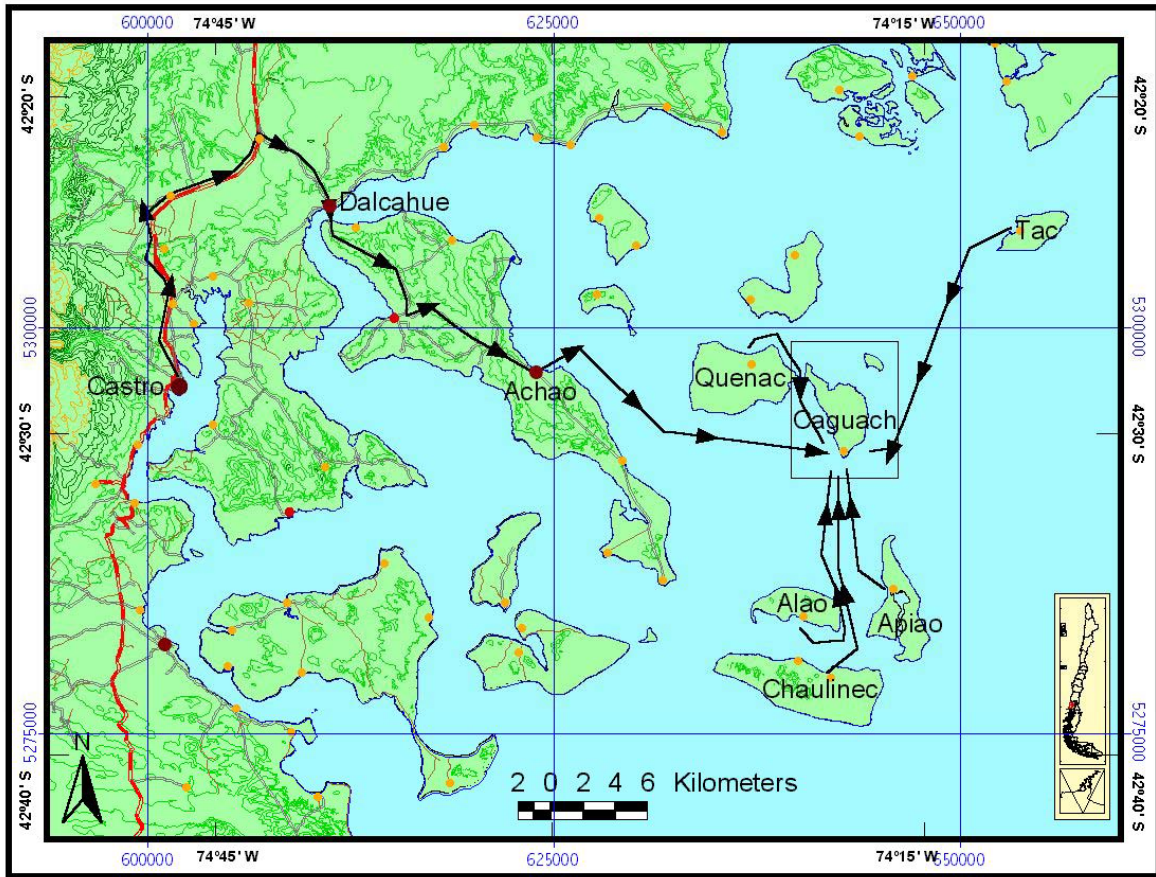 600000 74°45' W 625000 74°15' W 650000
42°20' S 42°20' S
Dalcahue
Tac
5300000 5300000
Quenac
Castro
Achao
Caguach
42°30' S 42°30' S
Alao
Apiao
Chaulinec
5275000 5275000
N
2 0 2 4 6 Kilometers
42°40' S 42°40' S
600000 74°45' W 625000 74°15' W 650000